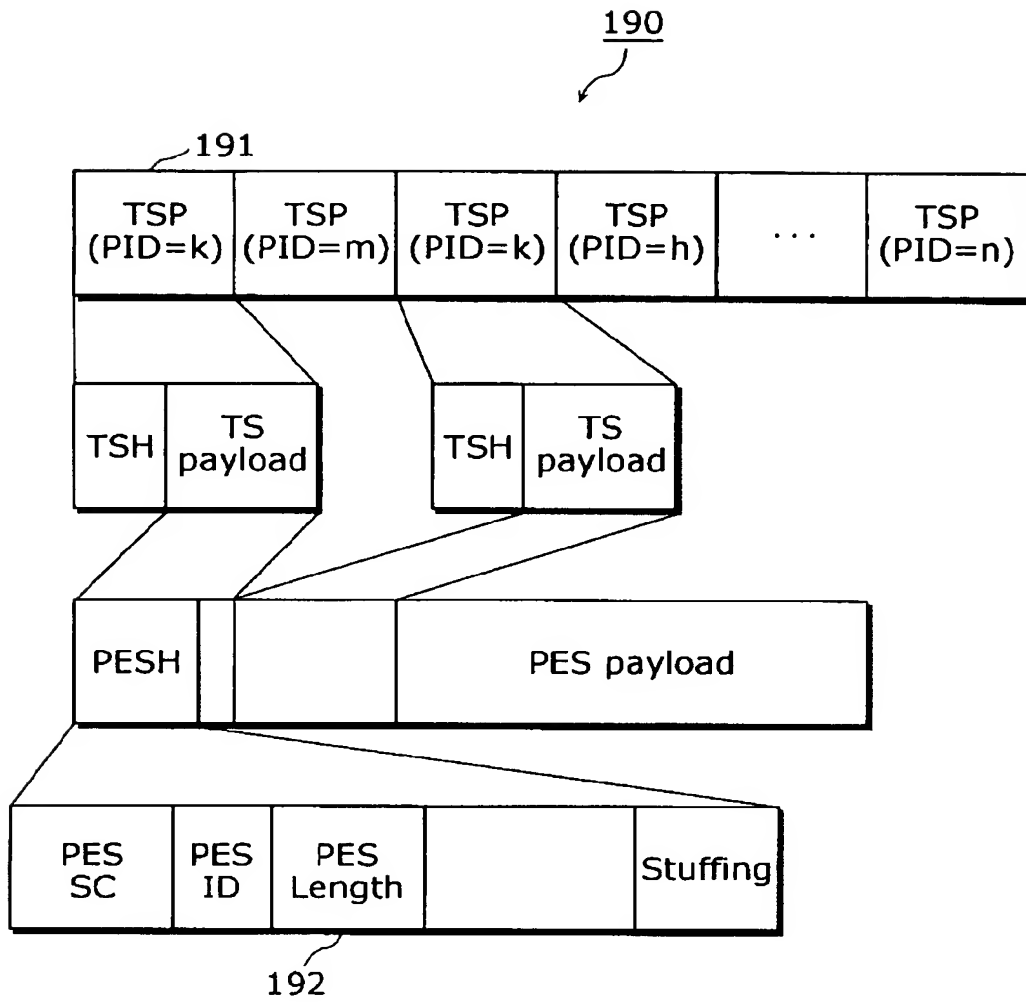 190
191
TSP
(PID=k)
TSP
(PID=m)
TSP
(PID=k)
TSP
(PID=h)
...
TSP
(PID=n)
TSH
TS
payload
TSH
TS
payload
PESH
PES payload
PES
SC
PES
ID
PES
Length
Stuffing
192